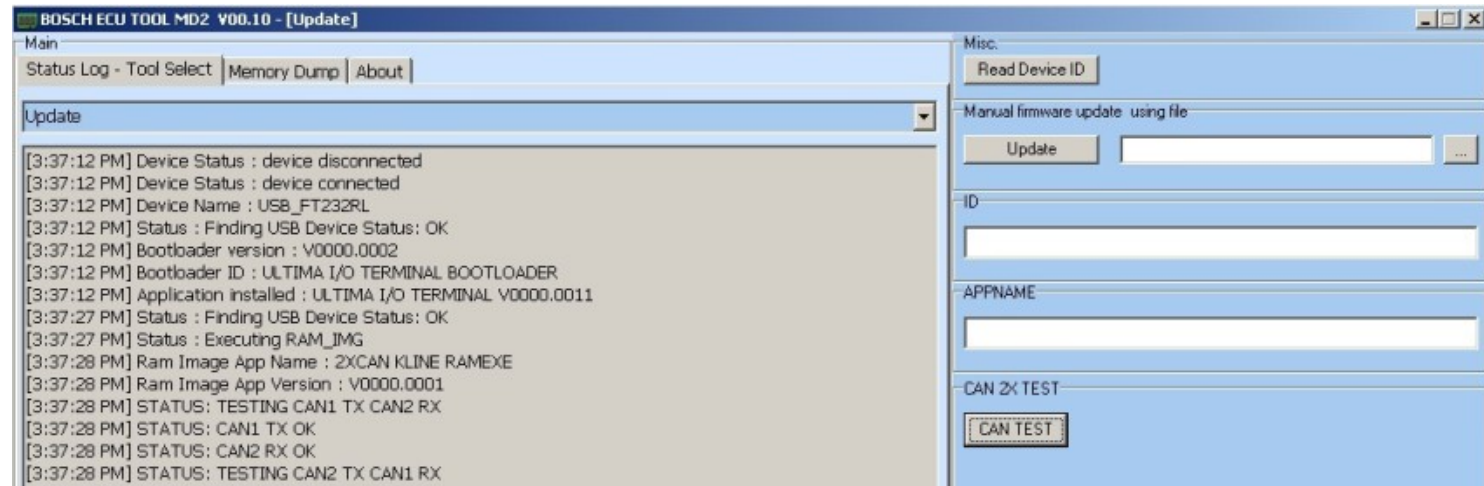 BOSCH ECU TOOL MD2 V00.10 - [Update]
Main
Status Log - Tool Select
Memory Dump
About
Update
[3:37:12 PM] Device Status : device disconnected
[3:37:12 PM] Device Status : device connected
[3:37:12 PM] Device Name : USB_FT232RL
[3:37:12 PM] Status : Finding USB Device Status: OK
[3:37:12 PM] Bootloader version : V0000.0002
[3:37:12 PM] Bootloader ID : ULTIMA I/O TERMINAL BOOTLOADER
[3:37:12 PM] Application installed : ULTIMA I/O TERMINAL V0000.0011
[3:37:27 PM] Status : Finding USB Device Status: OK
[3:37:27 PM] Status : Executing RAM_IMG
[3:37:28 PM] Ram Image App Name : 2XCAN KLINE RAMEXE
[3:37:28 PM] Ram Image App Version : V0000.0001
[3:37:28 PM] STATUS: TESTING CAN1 TX CAN2 RX
[3:37:28 PM] STATUS: CAN1 TX OK
[3:37:28 PM] STATUS: CAN2 RX OK
[3:37:28 PM] STATUS: TESTING CAN2 TX CAN1 RX
Misc.
Read Device ID
Manual firmware update using file
Update
...
ID
APPNAME
CAN 2X TEST
CAN TEST